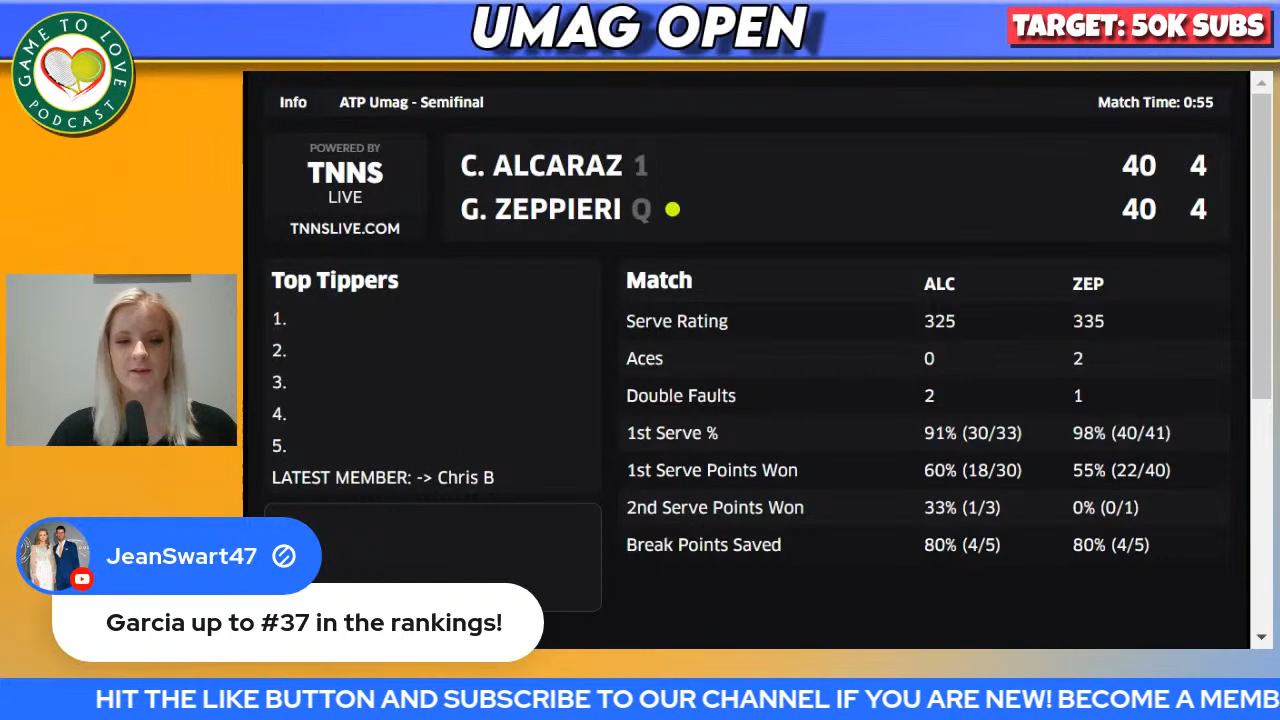 UMAG OPEN
TARGET: 50K SUBS
GAME TO LOVE
PODCAST
Info ATP Umag - Semifinal Match Time: 0:55
POWERED BY
TNNS
LIVE
TNNSLIVE.COM
C. ALCARAZ 1 40 4
G. ZEPPIERI Q 40 4
Top Tippers
1.
2.
3.
4.
5.
LATEST MEMBER: -> Chris B
Match ALC ZEP
Serve Rating 325 335
Aces 0 2
Double Faults 2 1
1st Serve % 91% (30/33) 98% (40/41)
1st Serve Points Won 60% (18/30) 55% (22/40)
2nd Serve Points Won 33% (1/3) 0% (0/1)
Break Points Saved 80% (4/5) 80% (4/5)
JeanSwart47
Garcia up to #37 in the rankings!
HIT THE LIKE BUTTON AND SUBSCRIBE TO OUR CHANNEL IF YOU ARE NEW! BECOME A MEMB